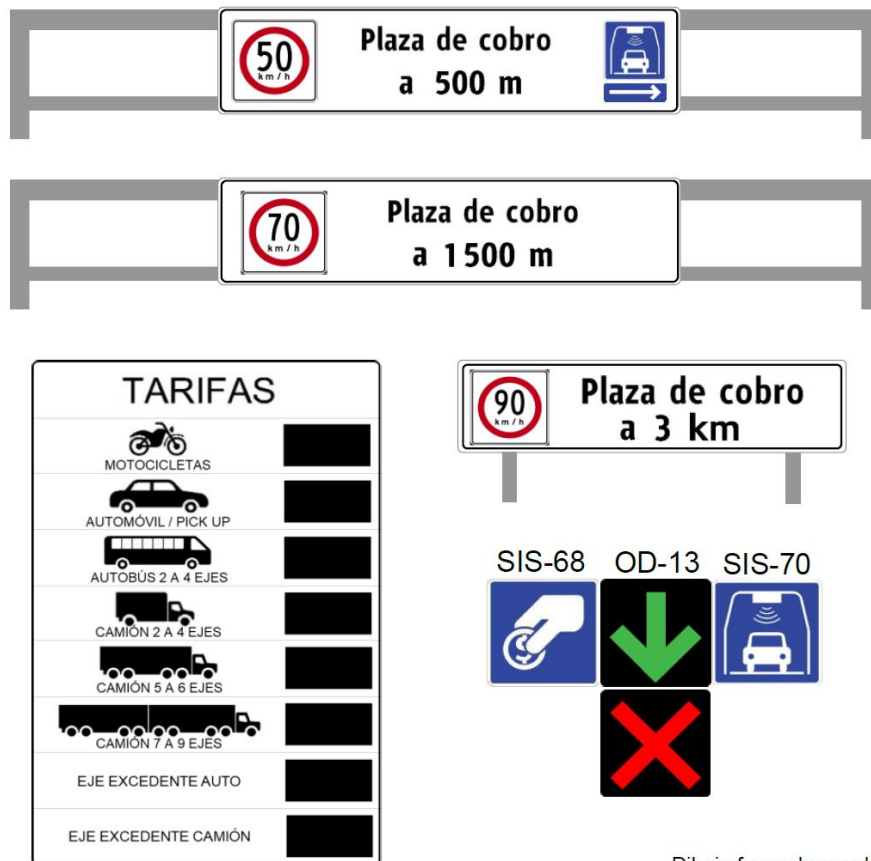 50
km/h
Plaza de cobro
a 500 m
70
km/h
Plaza de cobro
a 1500 m
TARIFAS
MOTOCICLETAS
AUTOMÓVIL / PICK UP
AUTOBÚS 2 A 4 EJES
CAMIÓN 2 A 4 EJES
CAMIÓN 5 A 6 EJES
CAMIÓN 7 A 9 EJES
EJE EXCEDENTE AUTO
EJE EXCEDENTE CAMIÓN
90
km/h
Plaza de cobro
a 3 km
SIS-68 OD-13 SIS-70
$